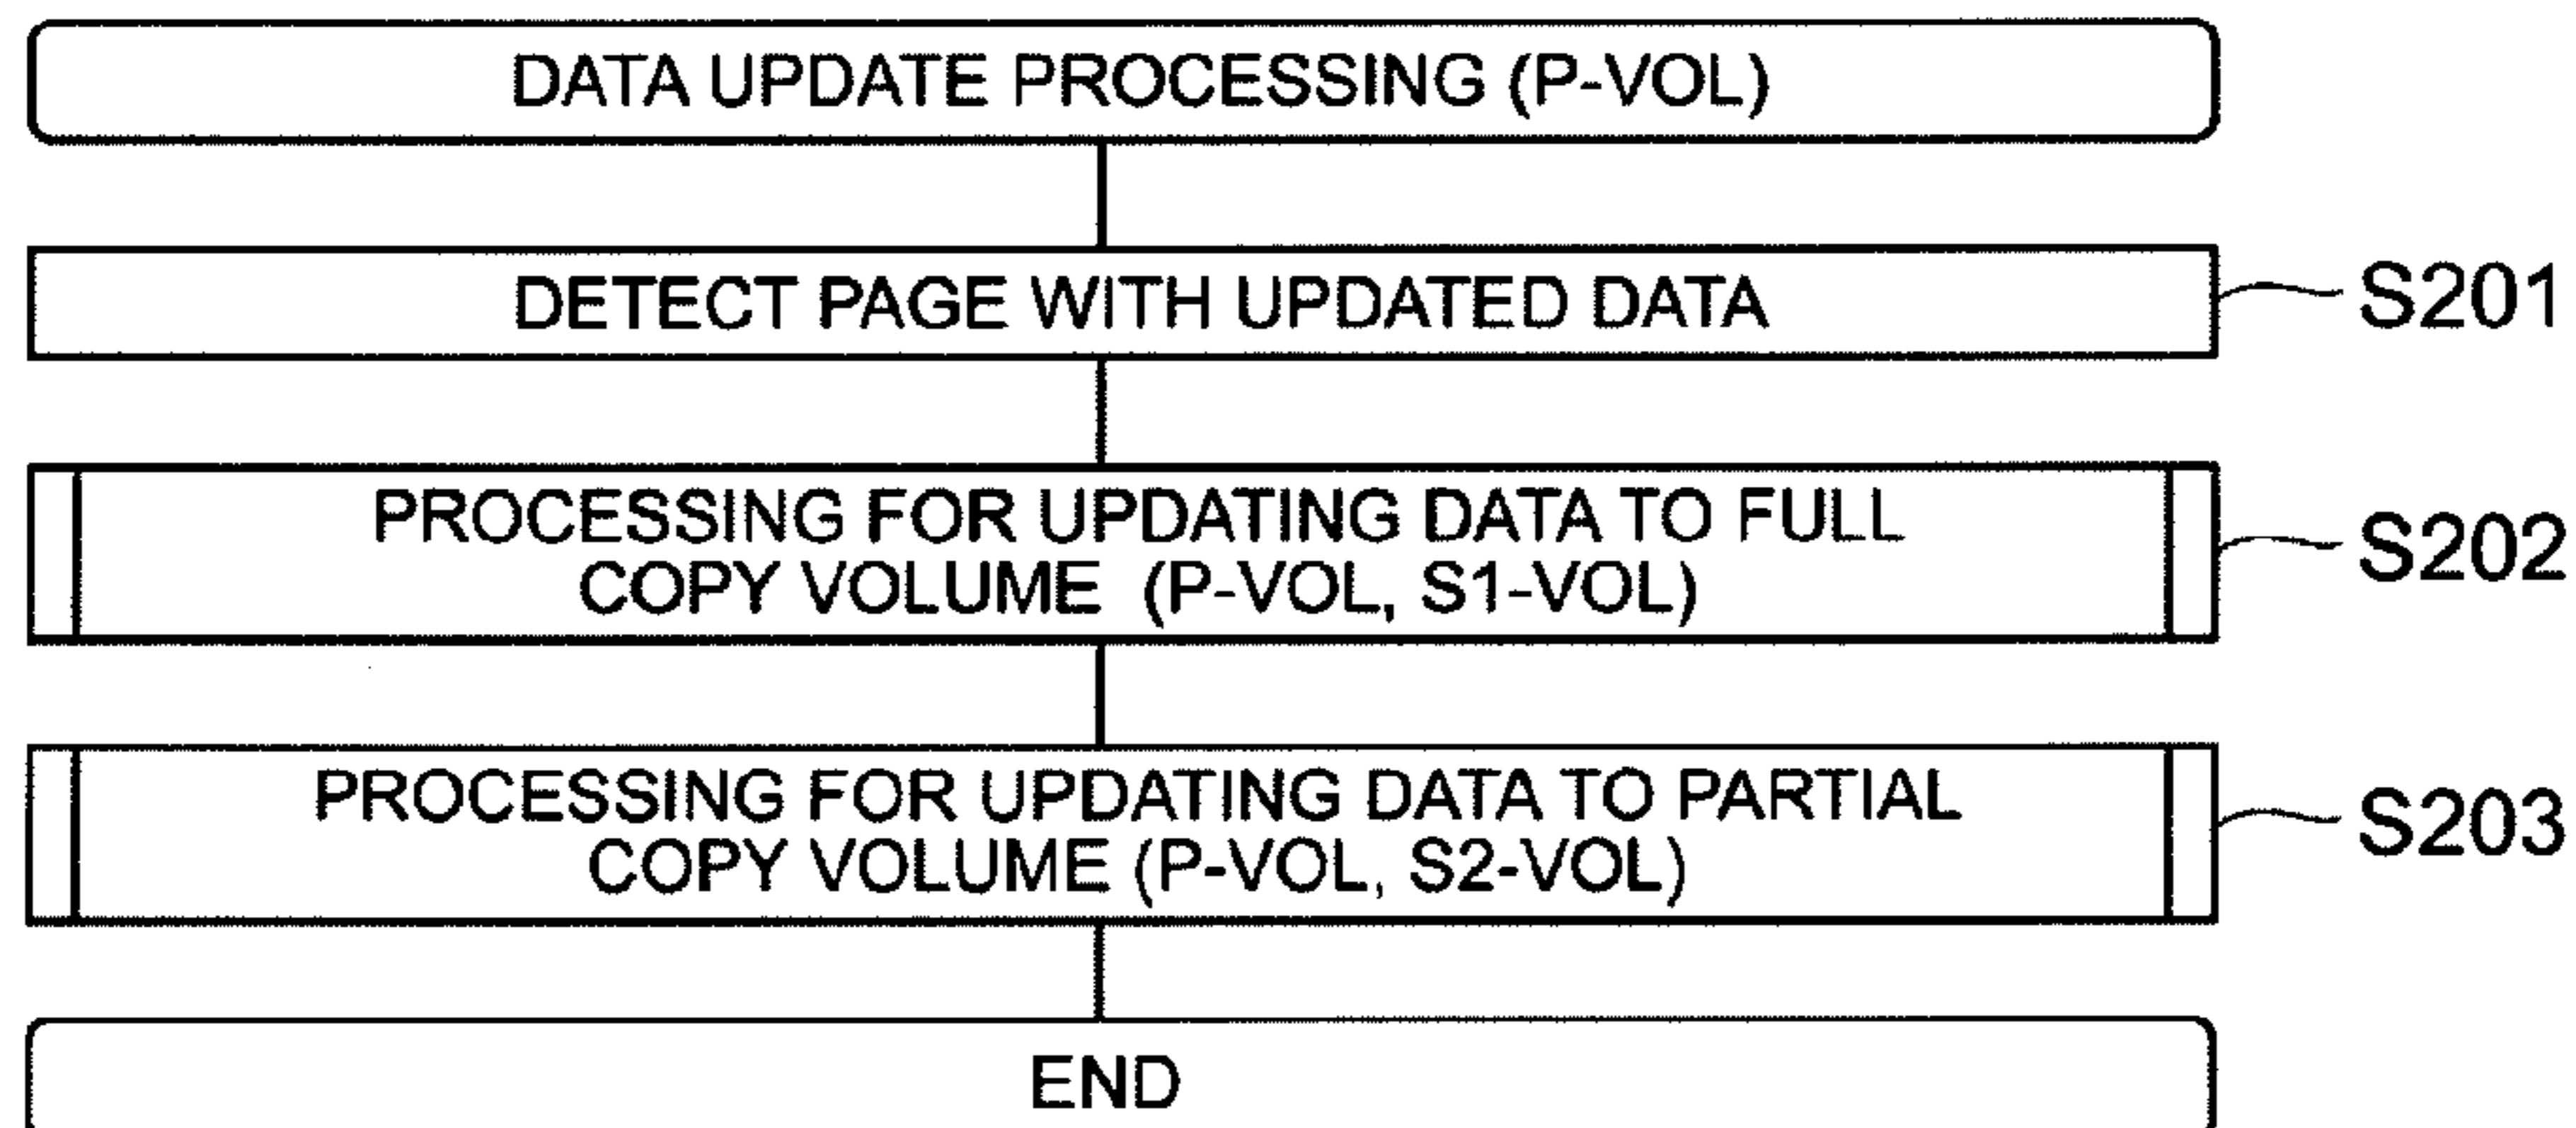 DATA UPDATE PROCESSING (P-VOL)
DETECT PAGE WITH UPDATED DATA
S201
PROCESSING FOR UPDATING DATA TO FULL
COPY VOLUME (P-VOL, S1-VOL)
S202
PROCESSING FOR UPDATING DATA TO PARTIAL
COPY VOLUME (P-VOL, S2-VOL)
S203
END